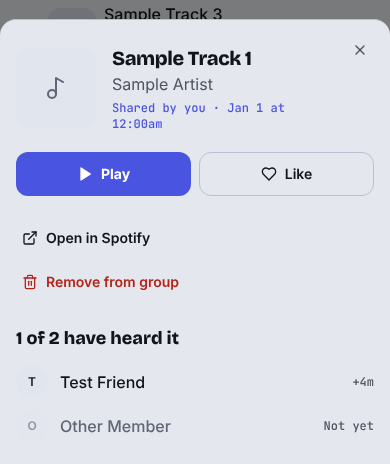 Sample Track 3
Sample Track 1
Sample Artist
Shared by you · Jan 1 at
12:00am
Play
Like
Open in Spotify
Remove from group
1 of 2 have heard it
T Test Friend +4m
O Other Member Not yet